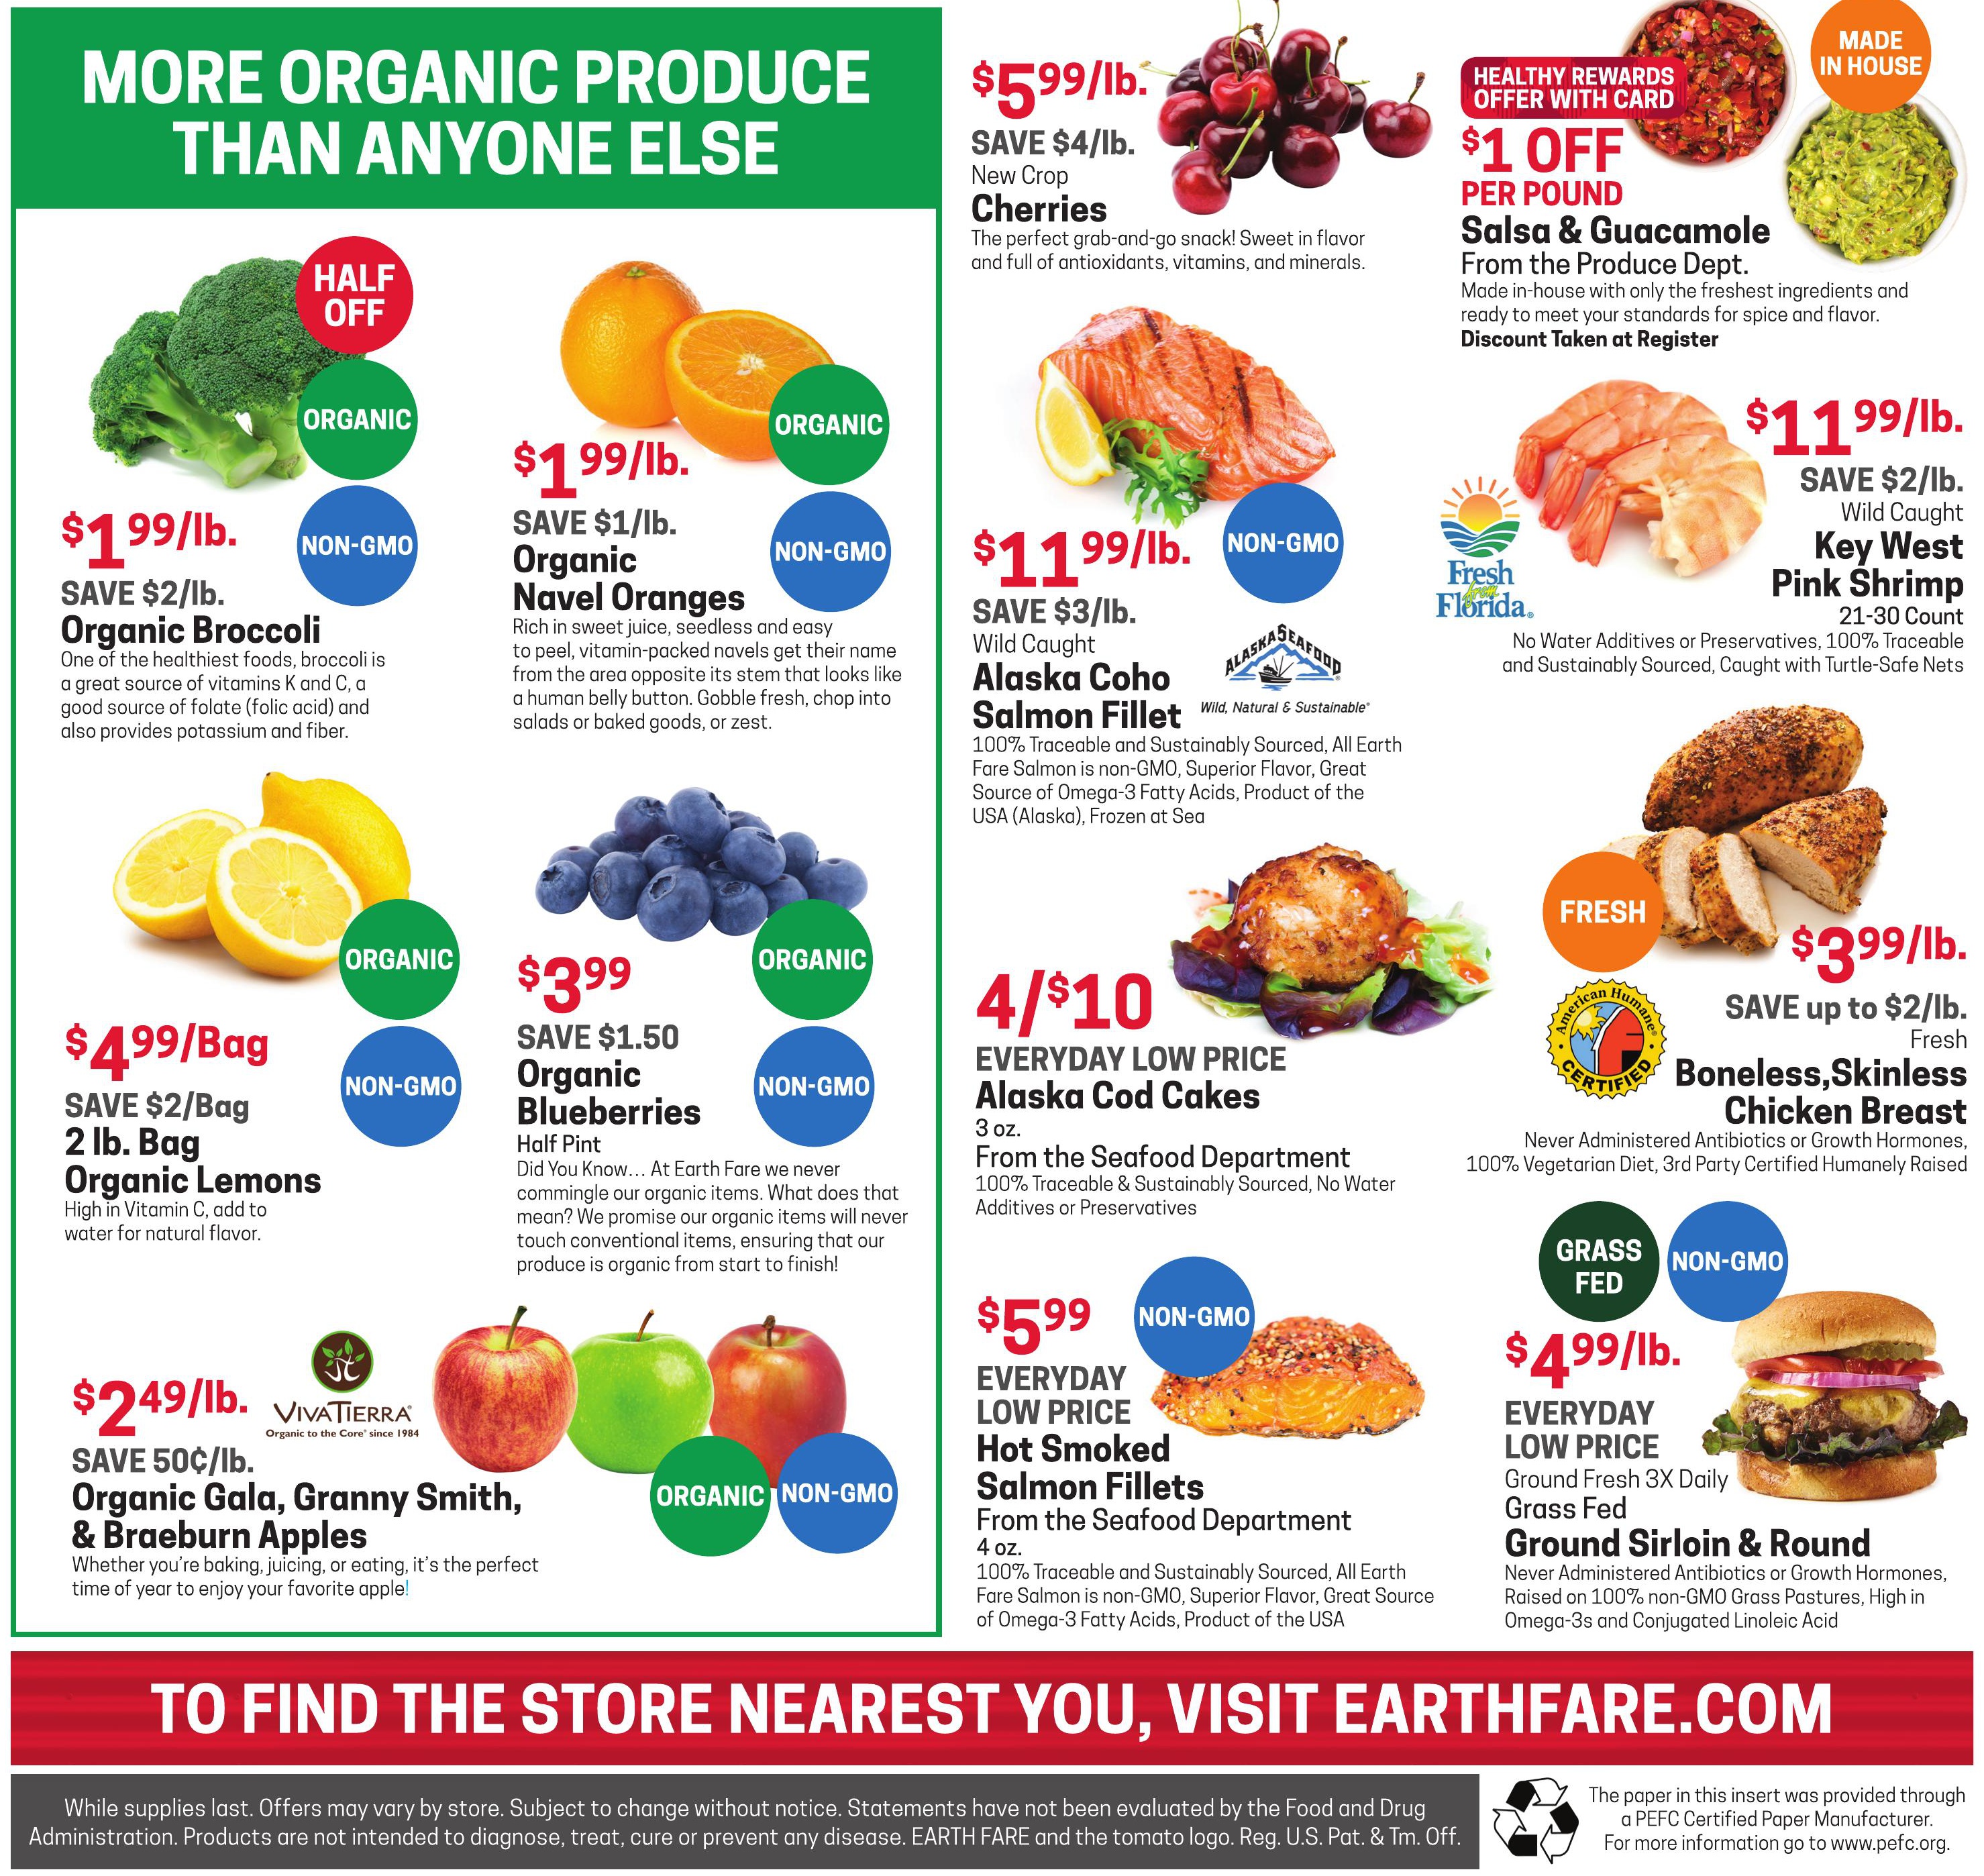 MORE ORGANIC PRODUCE
THAN ANYONE ELSE
HALF
OFF
ORGANIC
NON-GMO
$1 99/lb.
SAVE $2/lb.
Organic Broccoli
One of the healthiest foods, broccoli is
a great source of vitamins K and C, a
good source of folate (folic acid) and
also provides potassium and fiber.
ORGANIC
NON-GMO
$1 99/lb.
SAVE $1/lb.
Organic
Navel Oranges
Rich in sweet juice, seedless and easy
to peel, vitamin-packed navels get their name
from the area opposite its stem that looks like
a human belly button. Gobble fresh, chop into
salads or baked goods, or zest.
ORGANIC
NON-GMO
$4 99/Bag
SAVE $2/Bag
2 lb. Bag
Organic Lemons
High in Vitamin C, add to
water for natural flavor.
ORGANIC
NON-GMO
$3 99
SAVE $1.50
Organic
Blueberries
Half Pint
Did You Know... At Earth Fare we never
commingle our organic items. What does that
mean? We promise our organic items will never
touch conventional items, ensuring that our
produce is organic from start to finish!
$2 49/lb.
VIVATIERRA®
Organic to the Core® since 1984
SAVE 50¢/lb.
Organic Gala, Granny Smith,
& Braeburn Apples
Whether you're baking, juicing, or eating, it's the perfect
time of year to enjoy your favorite apple!
ORGANIC
NON-GMO
$5 99/lb.
SAVE $4/lb.
New Crop
Cherries
The perfect grab-and-go snack! Sweet in flavor
and full of antioxidants, vitamins, and minerals.
MADE
IN HOUSE
HEALTHY REWARDS
OFFER WITH CARD
$1 OFF
PER POUND
Salsa & Guacamole
From the Produce Dept.
Made in-house with only the freshest ingredients and
ready to meet your standards for spice and flavor.
Discount Taken at Register
$11 99/lb.
NON-GMO
SAVE $3/lb.
Wild Caught
Alaska Coho
Salmon Fillet
ALASKA SEAFOOD®
Wild, Natural & Sustainable®
100% Traceable and Sustainably Sourced, All Earth
Fare Salmon is non-GMO, Superior Flavor, Great
Source of Omega-3 Fatty Acids, Product of the
USA (Alaska), Frozen at Sea
$11 99/lb.
SAVE $2/lb.
Wild Caught
Key West
Pink Shrimp
21-30 Count
Fresh
from
Florida®
No Water Additives or Preservatives, 100% Traceable
and Sustainably Sourced, Caught with Turtle-Safe Nets
4/$10
EVERYDAY LOW PRICE
Alaska Cod Cakes
3 oz.
From the Seafood Department
100% Traceable & Sustainably Sourced, No Water
Additives or Preservatives
FRESH
$3 99/lb.
SAVE up to $2/lb.
Fresh
Boneless,Skinless
Chicken Breast
American Humane®
CERTIFIED
Never Administered Antibiotics or Growth Hormones,
100% Vegetarian Diet, 3rd Party Certified Humanely Raised
$5 99
NON-GMO
EVERYDAY
LOW PRICE
Hot Smoked
Salmon Fillets
From the Seafood Department
4 oz.
100% Traceable and Sustainably Sourced, All Earth
Fare Salmon is non-GMO, Superior Flavor, Great Source
of Omega-3 Fatty Acids, Product of the USA
GRASS
FED
NON-GMO
$4 99/lb.
EVERYDAY
LOW PRICE
Ground Fresh 3X Daily
Grass Fed
Ground Sirloin & Round
Never Administered Antibiotics or Growth Hormones,
Raised on 100% non-GMO Grass Pastures, High in
Omega-3s and Conjugated Linoleic Acid
TO FIND THE STORE NEAREST YOU, VISIT EARTHFARE.COM
While supplies last. Offers may vary by store. Subject to change without notice. Statements have not been evaluated by the Food and Drug
Administration. Products are not intended to diagnose, treat, cure or prevent any disease. EARTH FARE and the tomato logo. Reg. U.S. Pat. & Tm. Off.
The paper in this insert was provided through
a PEFC Certified Paper Manufacturer.
For more information go to www.pefc.org.